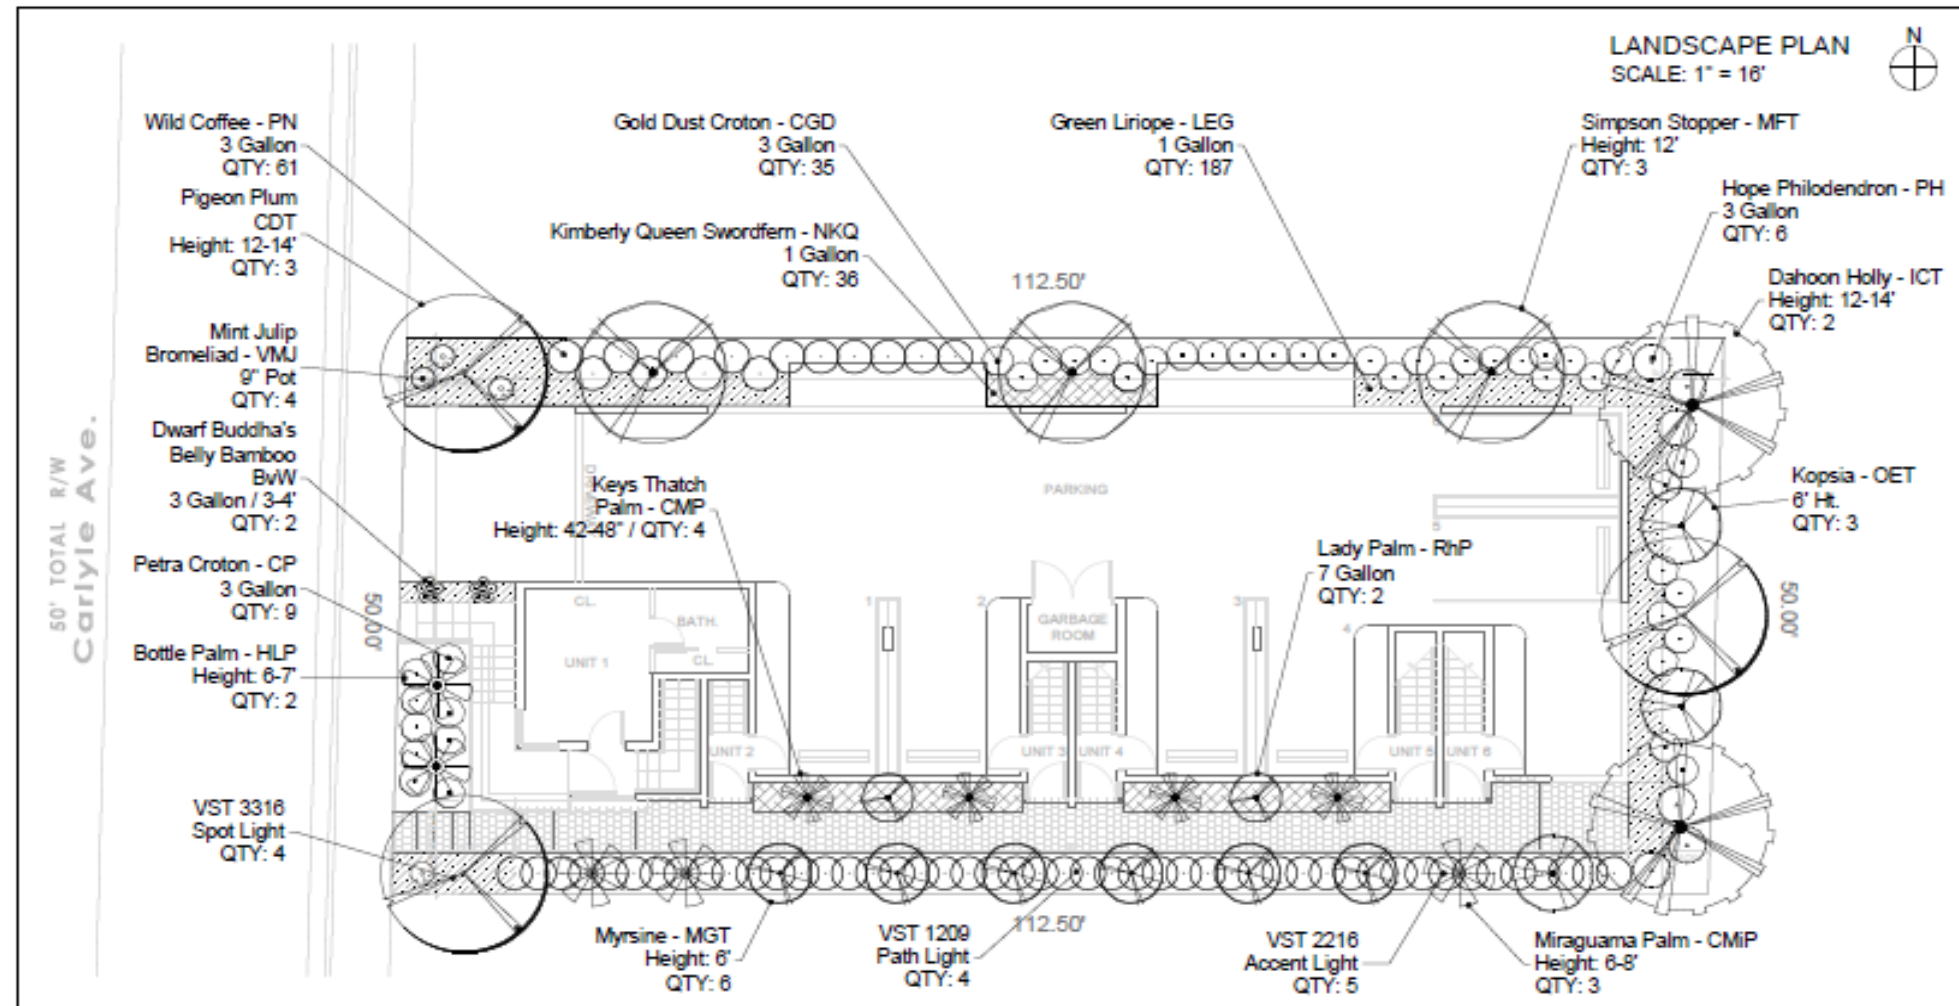 LANDSCAPE PLAN
SCALE: 1" = 16'
N
Wild Coffee - PN
3 Gallon
QTY: 61
Pigeon Plum
CDT
Height: 12-14'
QTY: 3
Mint Julip
Bromeliad - VMJ
9" Pot
QTY: 4
Dwarf Buddha's
Belly Bamboo
BvW
3 Gallon / 3-4'
QTY: 2
Petra Croton - CP
3 Gallon
QTY: 9
Bottle Palm - HLP
Height: 6-7'
QTY: 2
VST 3316
Spot Light
QTY: 4
Gold Dust Croton - CGD
3 Gallon
QTY: 35
Kimberly Queen Swordfern - NKQ
1 Gallon
QTY: 36
Green Liriope - LEG
1 Gallon
QTY: 187
Simpson Stopper - MFT
Height: 12'
QTY: 3
Hope Philodendron - PH
3 Gallon
QTY: 6
Dahoon Holly - ICT
Height: 12-14'
QTY: 2
Kopsia - OET
6' Ht.
QTY: 3
112.50'
50' TOTAL R/W
Carlyle Ave.
50.00'
50.00'
Keys Thatch
Palm - CMP
Height: 42-48" / QTY: 4
PARKING
Lady Palm - RhP
7 Gallon
QTY: 2
CL.
BATH.
UNIT 1
CL.
1
2
3
4
5
GARBAGE
ROOM
UNIT 2
UNIT 3
UNIT 4
UNIT 5
UNIT 6
Myrsine - MGT
Height: 6'
QTY: 6
VST 1209
Path Light
QTY: 4
112.50'
VST 2216
Accent Light
QTY: 5
Miraguama Palm - CMiP
Height: 6-8'
QTY: 3